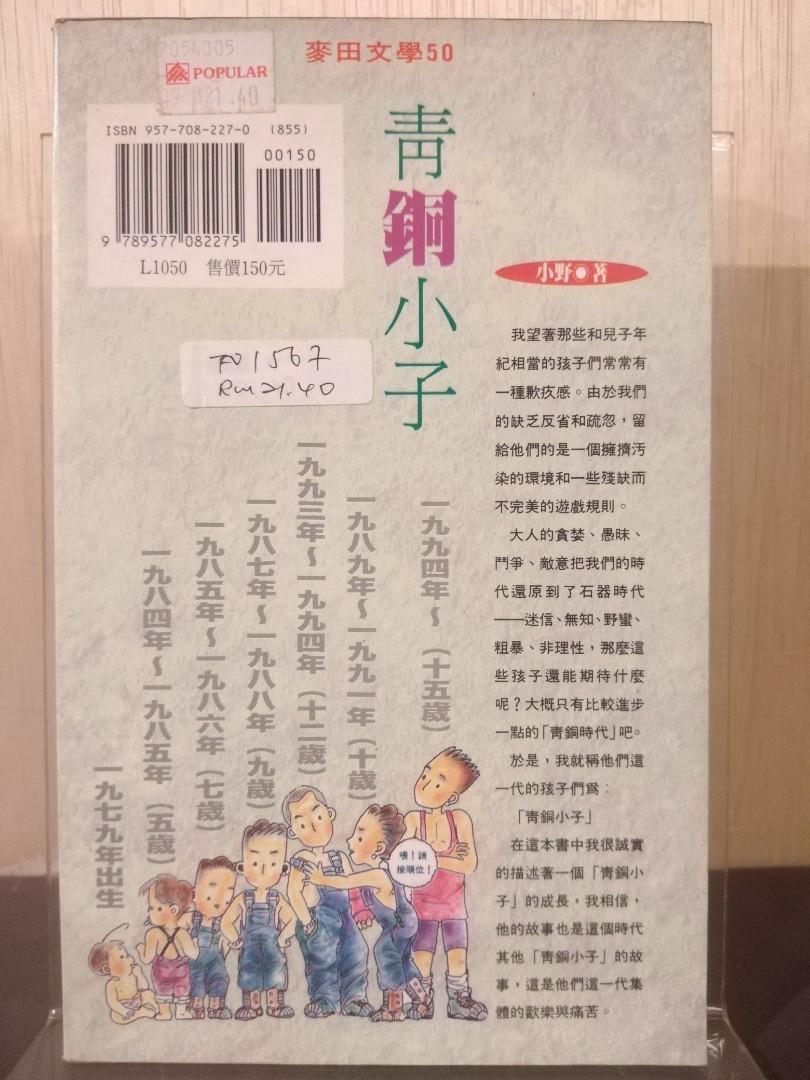 2054005
POPULAR
21.40
麥田文學50
ISBN 957-708-227-0 (855)
00150
9 789577 082275
L1050 售價150元
青銅小子
小野◉著
RM21.40
我望著那些和兒子年
紀相當的孩子們常常有
一種歉疚感。由於我們
的缺乏反省和疏忽，留
給他們的是一個擁擠污
染的環境和一些殘缺而
不完美的遊戲規則。
大人的貪婪、愚昧、
鬥爭、敵意把我們的時
代還原到了石器時代
——迷信、無知、野蠻、
粗暴、非理性，那麼這
些孩子還能期待什麼
呢？大概只有比較進步
一點的「青銅時代」吧。
於是，我就稱他們這
一代的孩子們爲：
「青銅小子」
在這本書中我很誠實
的描述著一個「青銅小
子」的成長，我相信，
他的故事也是這個時代
其他「青銅小子」的故
事，這是他們這一代集
體的歡樂與痛苦。
一九九四年～（十五歲）
一九八九年～一九九一年（十歲）
一九九三年～一九九四年（十二歲）
一九八七年～一九八八年（九歲）
一九八五年～一九八六年（七歲）
一九八四年～一九八五年（五歲）
一九七九年出生
喂！請
按順位！